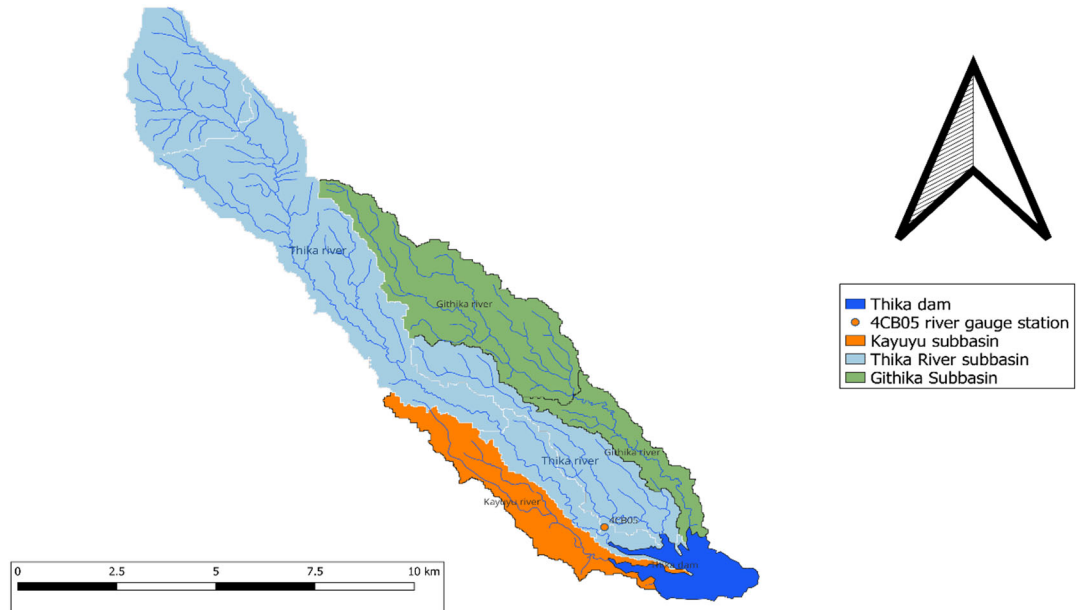 Thika river
Githika river
Githika river
Thika river
Kayuyu river
4CB05
Thika dam
0 2.5 5 7.5 10 km
Thika dam
4CB05 river gauge station
Kayuyu subbasin
Thika River subbasin
Githika Subbasin